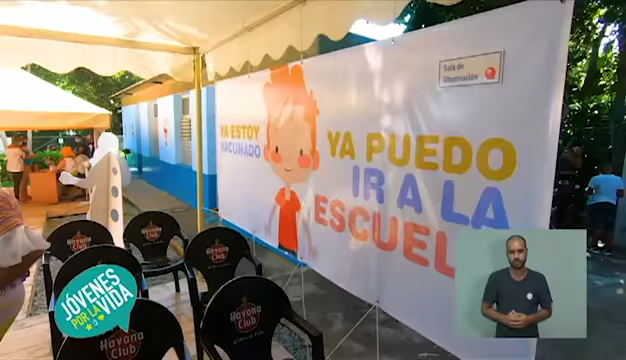 Sala de
Observación
YA ESTOY
VACUNADO
YA PUEDO
IR A LA
ESCUEL
Havana
Club
Havana
Club
Havana
Club
Havana
Club
Havana
Club
JÓVENES
POR LA
VIDA